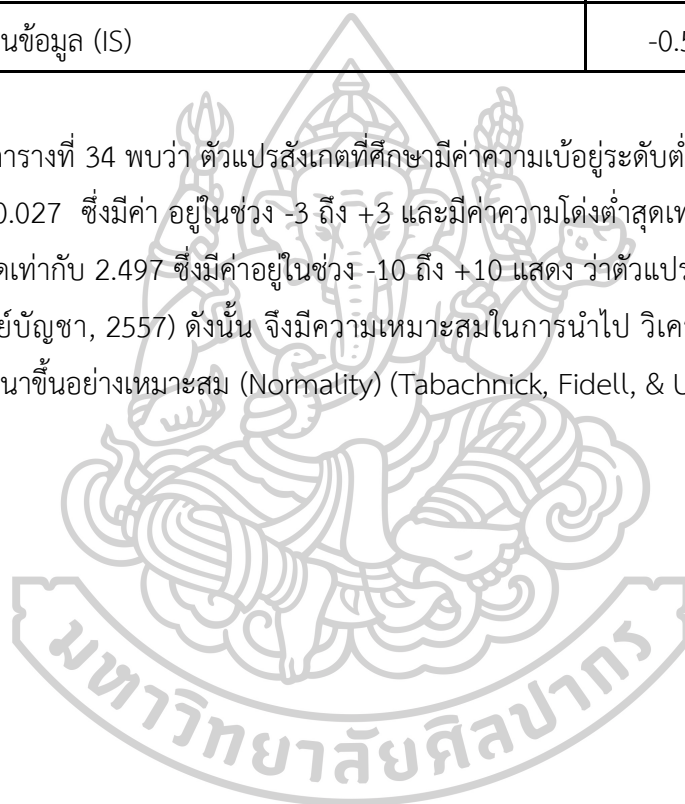 นข้อมูล (IS) -0.5
ารางที่ 34 พบว่า ตัวแปรสังเกตที่ศึกษามีค่าความเบ้อยู่ระดับต่
0.027 ซึ่งมีค่า อยู่ในช่วง -3 ถึง +3 และมีค่าความโด่งต่ำสุดเท
ดเท่ากับ 2.497 ซึ่งมีค่าอยู่ในช่วง -10 ถึง +10 แสดง ว่าตัวแปร
ย์บัญชา, 2557) ดังนั้น จึงมีความเหมาะสมในการนำไป วิเค
นาขึ้นอย่างเหมาะสม (Normality) (Tabachnick, Fidell, & U
มหาวิทยาลัยศิลปากร